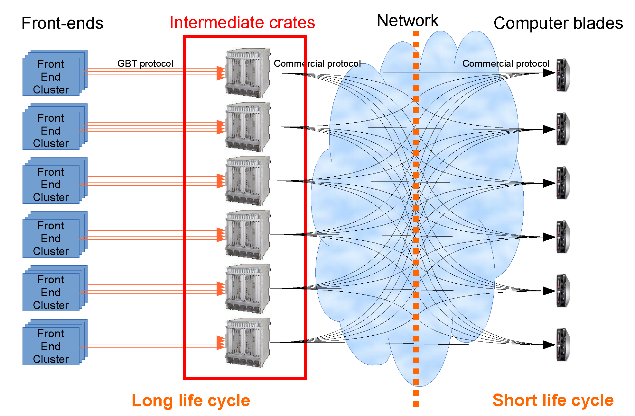 Front-ends
Intermediate crates
Network
Computer blades
GBT protocol
Commercial protocol
Commercial protocol
Front
End
Cluster
Front
End
Cluster
Front
End
Cluster
Front
End
Cluster
Front
End
Cluster
Front
End
Cluster
Long life cycle
Short life cycle